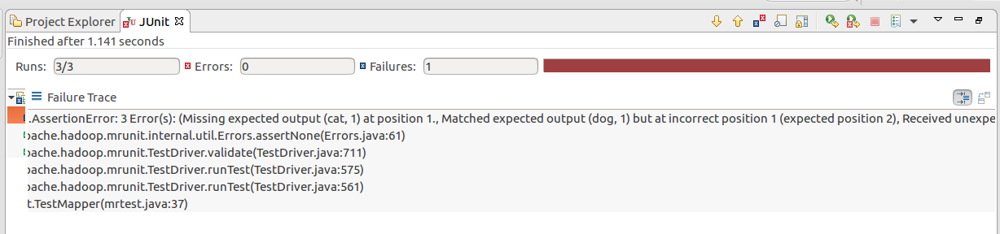 Project Explorer JUnit
Finished after 1.141 seconds
Runs: 3/3 Errors: 0 Failures: 1
Failure Trace
.AssertionError: 3 Error(s): (Missing expected output (cat, 1) at position 1., Matched expected output (dog, 1) but at incorrect position 1 (expected position 2), Received unexpe
pache.hadoop.mrunit.internal.util.Errors.assertNone(Errors.java:61)
pache.hadoop.mrunit.TestDriver.validate(TestDriver.java:711)
pache.hadoop.mrunit.TestDriver.runTest(TestDriver.java:575)
pache.hadoop.mrunit.TestDriver.runTest(TestDriver.java:561)
t.TestMapper(mrtest.java:37)